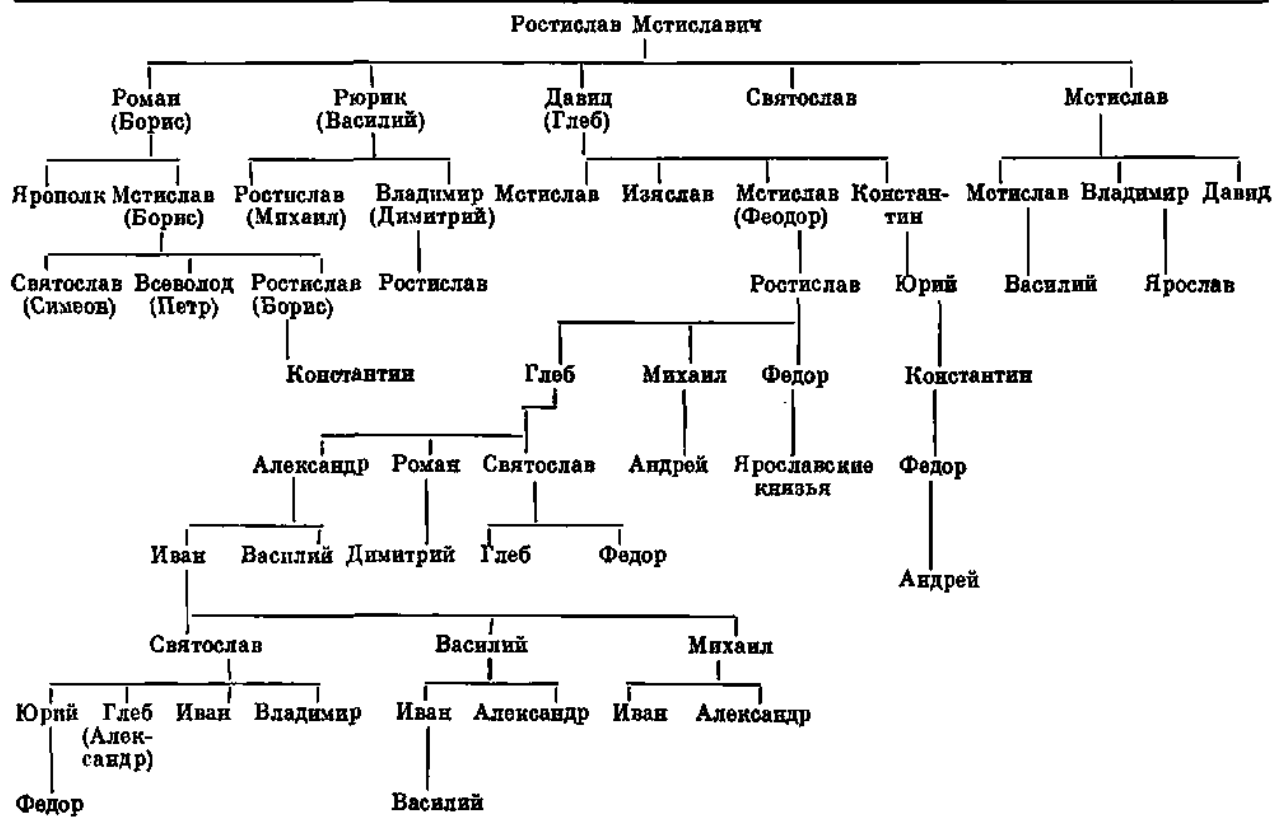 Ростислав Мстиславич
Роман Рюрик Давид Святослав Мстислав
(Борис) (Василий) (Глеб)
Ярополк Мстислав Ростислав Владимир Мстислав Изяслав Мстислав Констан- Мстислав Владимир Давид
(Борис) (Михаил) (Димитрий) (Феодор) тин
Святослав Всеволод Ростислав Ростислав Ростислав Юрий Василий Ярослав
(Симеон) (Петр) (Борис)
Константин Глеб Михаил Федор Константин
Александр Роман Святослав Андрей Ярославские Федор
князья
Иван Василий Димитрий Глеб Федор
Андрей
Святослав Василий Михаил
Юрий Глеб Иван Владимир Иван Александр Иван Александр
(Алек-
сандр)
Федор Василий